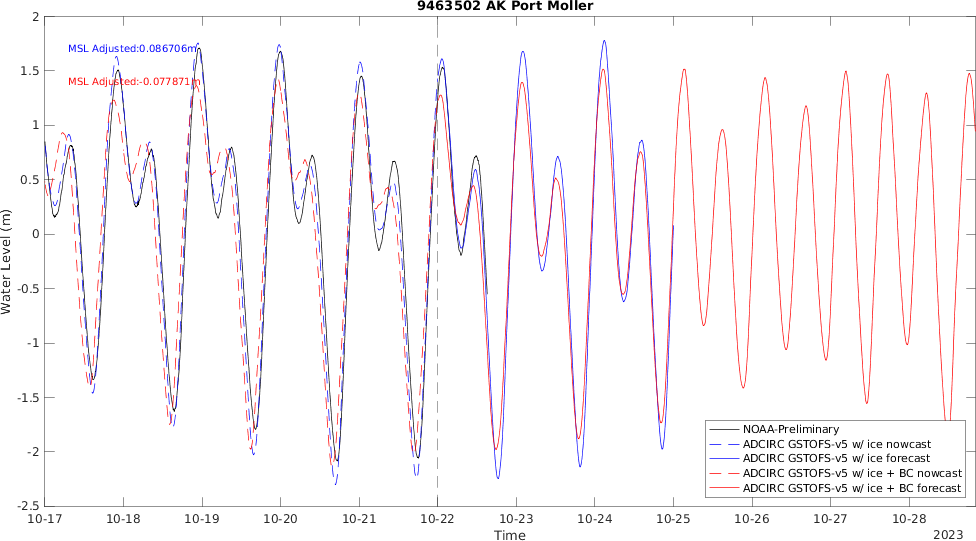 9463502 AK Port Moller
MSL Adjusted:0.086706m
MSL Adjusted:-0.077871m
Water Level (m)
2
1.5
1
0.5
0
-0.5
-1
-1.5
-2
-2.5
NOAA-Preliminary
ADCIRC GSTOFS-v5 w/ ice nowcast
ADCIRC GSTOFS-v5 w/ ice forecast
ADCIRC GSTOFS-v5 w/ ice + BC nowcast
ADCIRC GSTOFS-v5 w/ ice + BC forecast
10-17 10-18 10-19 10-20 10-21 10-22 10-23 10-24 10-25 10-26 10-27 10-28
Time
2023